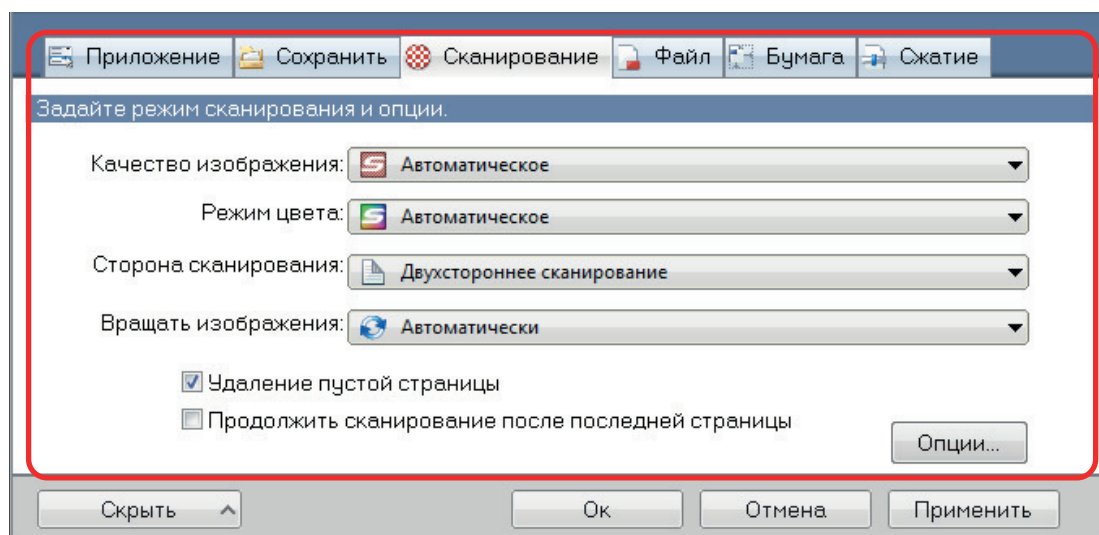 Приложение Сохранить Сканирование Файл Бумага Сжатие
Задайте режим сканирования и опции.
Качество изображения: Автоматическое
Режим цвета: Автоматическое
Сторона сканирования: Двухстороннее сканирование
Вращать изображения: Автоматически
Удаление пустой страницы
Продолжить сканирование после последней страницы
Опции...
Скрыть Ок Отмена Применить